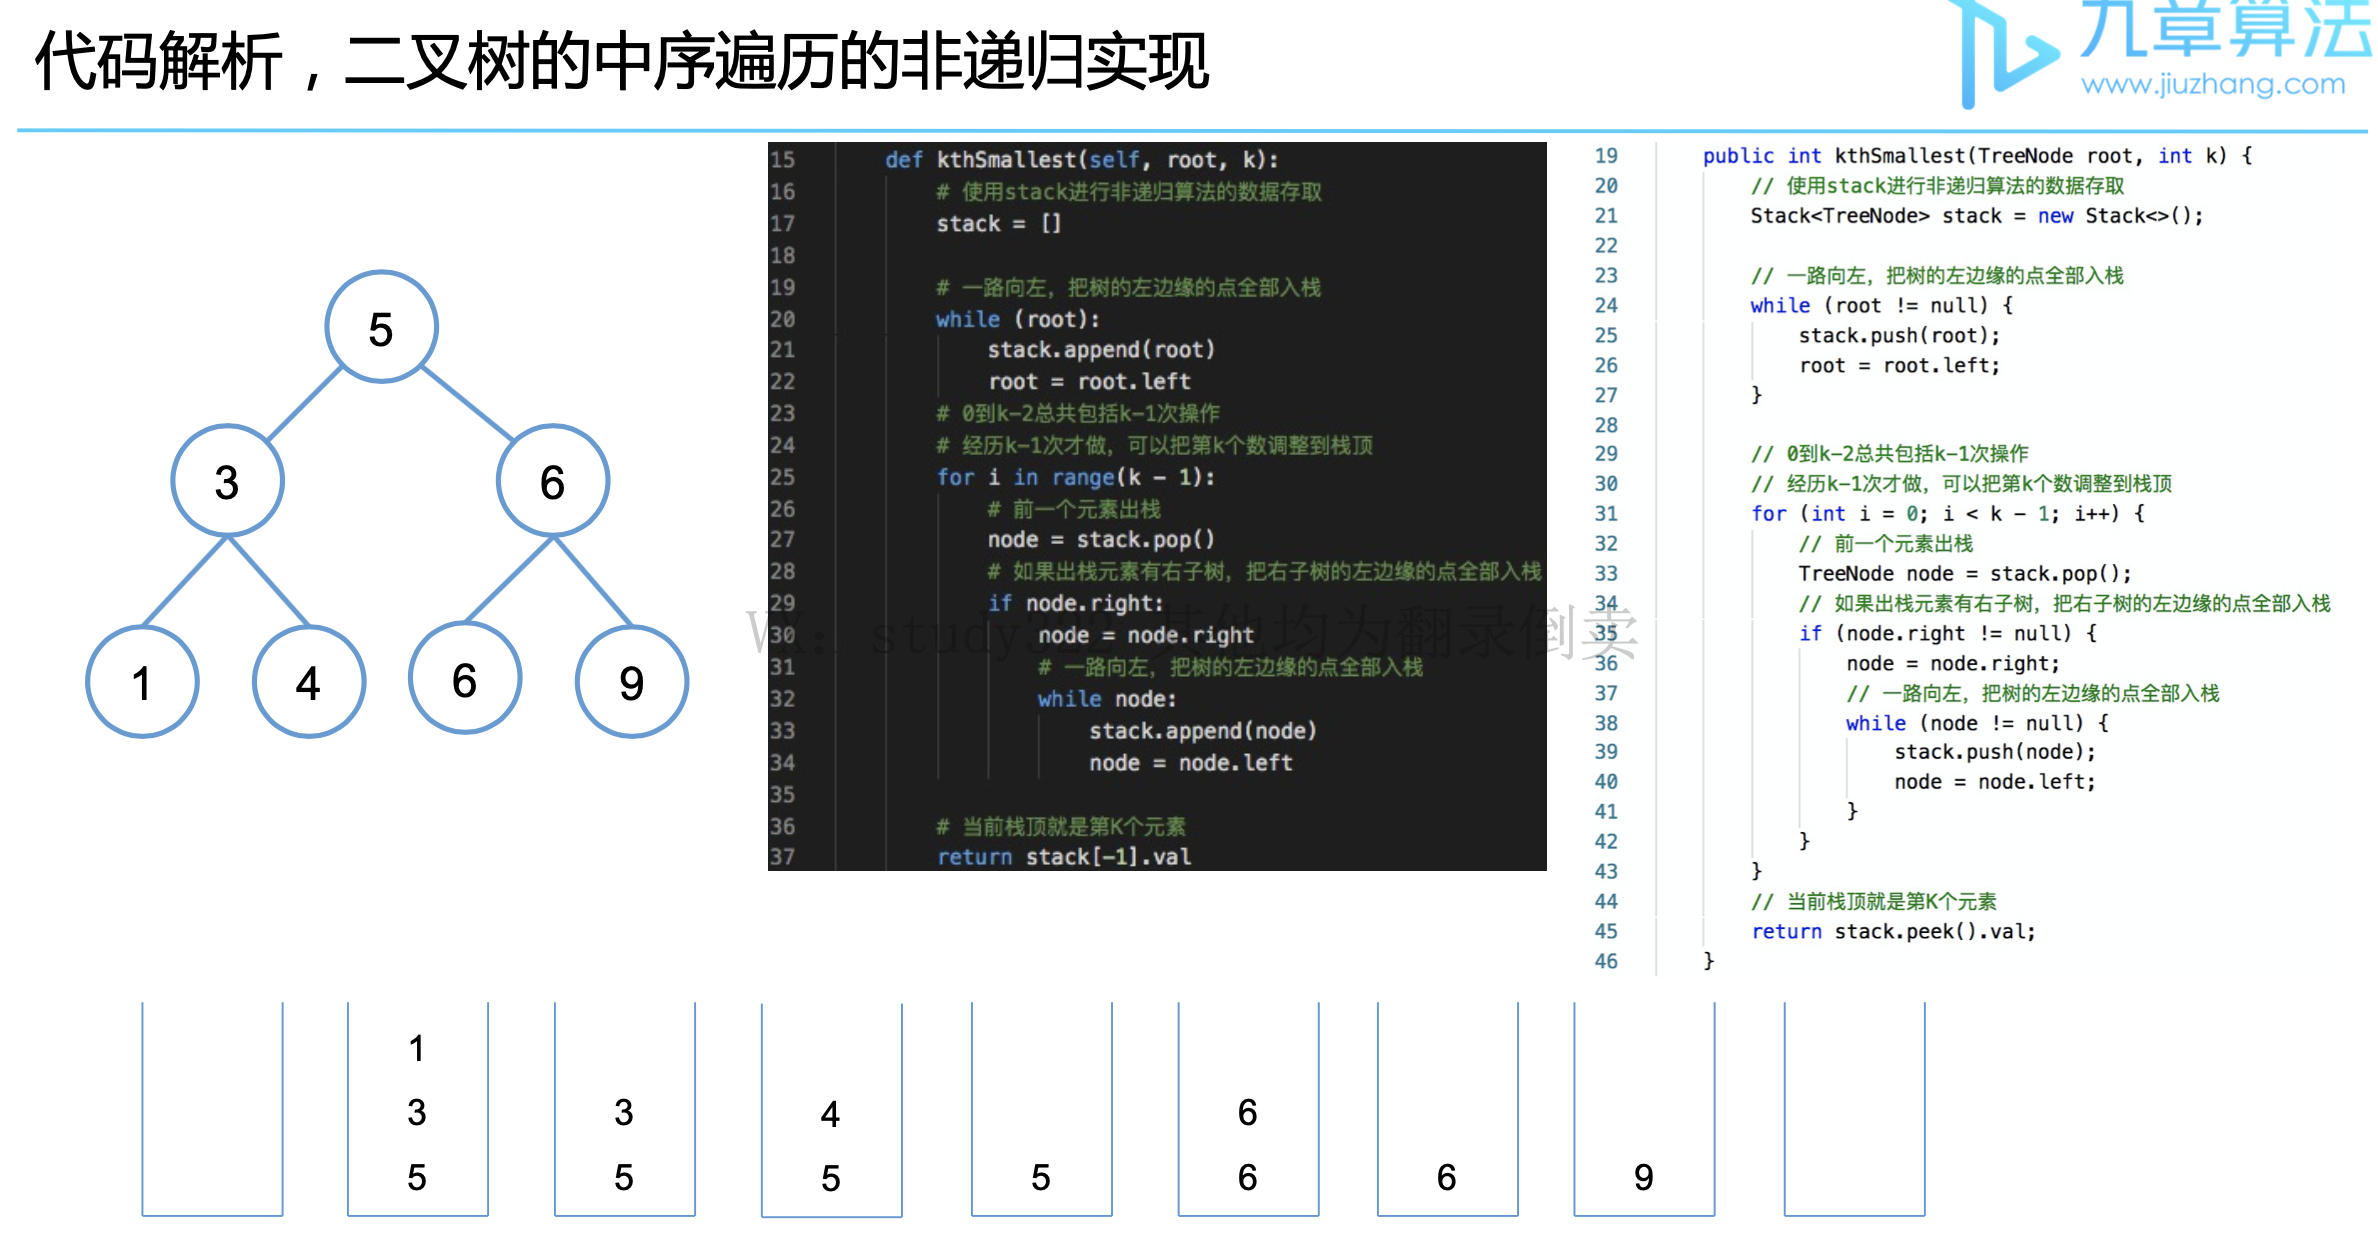 代码解析，二叉树的中序遍历的非递归实现
九章算法
www.jiuzhang.com
5
3
6
1
4
6
9
15 def kthSmallest(self, root, k):
16 # 使用stack进行非递归算法的数据存取
17 stack = []
18
19 # 一路向左，把树的左边缘的点全部入栈
20 while (root):
21 stack.append(root)
22 root = root.left
23 # 0到k-2总共包括k-1次操作
24 # 经历k-1次才做，可以把第k个数调整到栈顶
25 for i in range(k - 1):
26 # 前一个元素出栈
27 node = stack.pop()
28 # 如果出栈元素有右子树，把右子树的左边缘的点全部入栈
29 if node.right:
30 node = node.right
31 # 一路向左，把树的左边缘的点全部入栈
32 while node:
33 stack.append(node)
34 node = node.left
35
36 # 当前栈顶就是第K个元素
37 return stack[-1].val
19 public int kthSmallest(TreeNode root, int k) {
20 // 使用stack进行非递归算法的数据存取
21 Stack<TreeNode> stack = new Stack<>();
22
23 // 一路向左，把树的左边缘的点全部入栈
24 while (root != null) {
25 stack.push(root);
26 root = root.left;
27 }
28
29 // 0到k-2总共包括k-1次操作
30 // 经历k-1次才做，可以把第k个数调整到栈顶
31 for (int i = 0; i < k - 1; i++) {
32 // 前一个元素出栈
33 TreeNode node = stack.pop();
34 // 如果出栈元素有右子树，把右子树的左边缘的点全部入栈
35 if (node.right != null) {
36 node = node.right;
37 // 一路向左，把树的左边缘的点全部入栈
38 while (node != null) {
39 stack.push(node);
40 node = node.left;
41 }
42 }
43 }
44 // 当前栈顶就是第K个元素
45 return stack.peek().val;
46 }
VX: study322 其他均为翻录倒卖
1
3
5
3
5
4
5
5
6
6
6
9